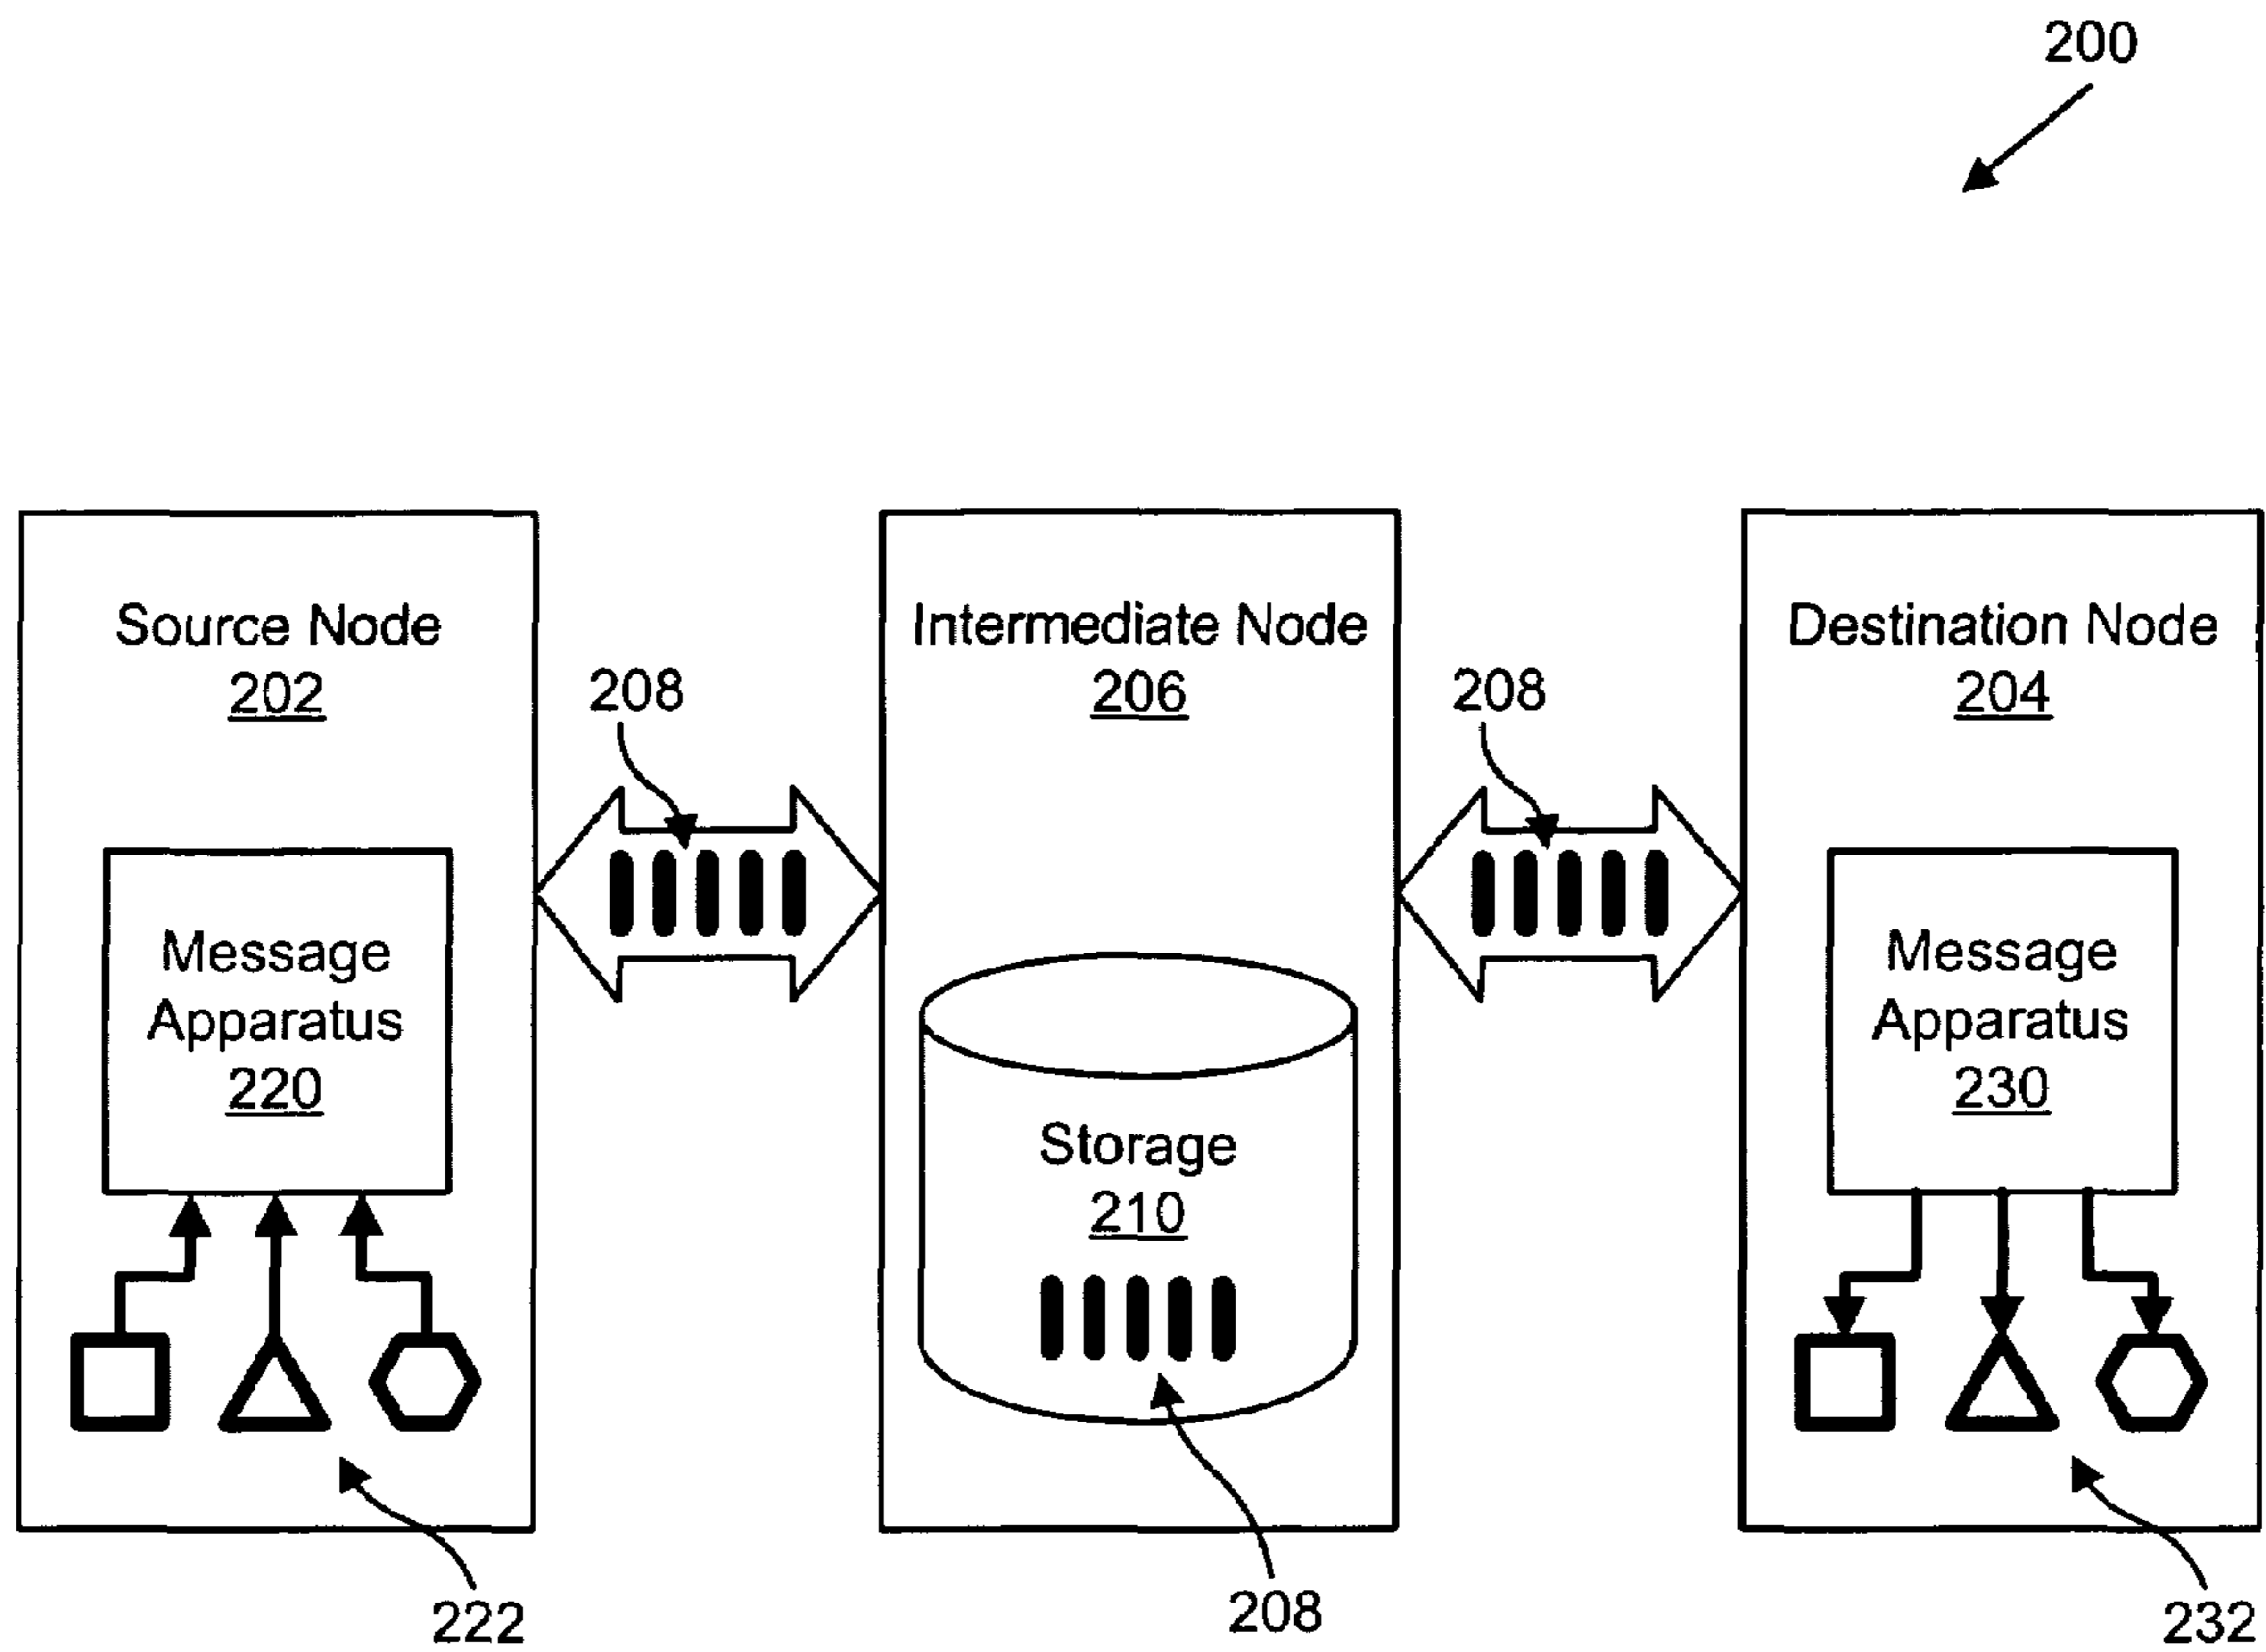 200
Source Node
202
Intermediate Node
206
Destination Node
204
208
208
Message
Apparatus
220
Storage
210
Message
Apparatus
230
222
208
232